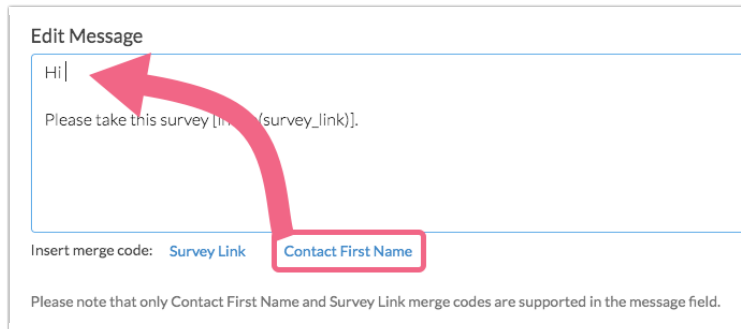 Edit Message
Hi
Please take this survey (survey_link)].
Insert merge code: Survey Link Contact First Name
Please note that only Contact First Name and Survey Link merge codes are supported in the message field.